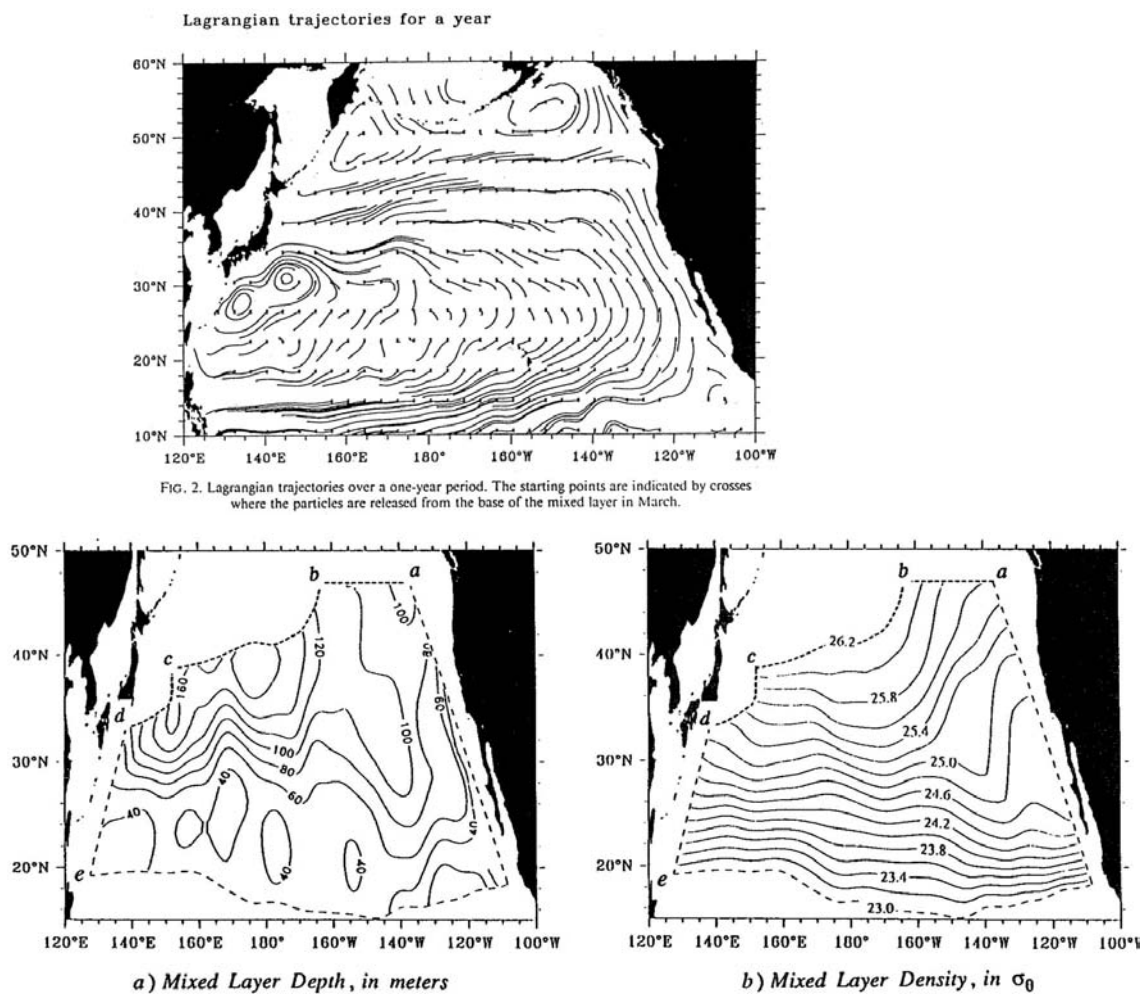 Lagrangian trajectories for a year
60°N
50°N
40°N
30°N
20°N
10°N
120°E 140°E 160°E 180° 160°W 140°W 120°W 100°W
FIG. 2. Lagrangian trajectories over a one-year period. The starting points are indicated by crosses
where the particles are released from the base of the mixed layer in March.
50°N
40°N
30°N
20°N
b a
c
d
e
100
120
80
60
160
100
100
80
60
40
40
40
40
40
120°E 140°E 160°E 180° 160°W 140°W 120°W 100°W
a) Mixed Layer Depth, in meters
50°N
40°N
30°N
20°N
b a
c
d
e
26.2
25.8
25.4
25.0
24.6
24.2
23.8
23.4
23.0
120°E 140°E 160°E 180° 160°W 140°W 120°W 100°W
b) Mixed Layer Density, in σ<sub>θ</sub>